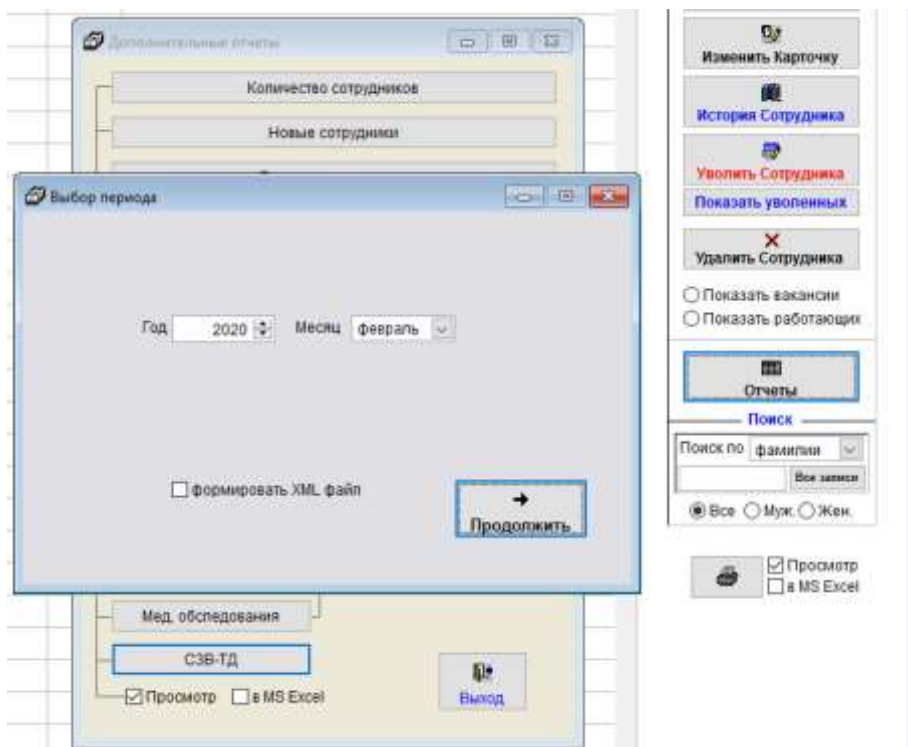 Дополнительные отчеты
Количество сотрудников
Новые сотрудники
Выбор периода
Год 2020 Месяц февраль
формировать XML файл
Продолжить
Мед. обследования
СЗВ-ТД
Просмотр в MS Excel
Выход
Изменить Карточку
История Сотрудника
Уволить Сотрудника
Показать уволенных
Удалить Сотрудника
Показать вакансии
Показать работающих
Отчеты
Поиск
Поиск по фамилии
Все записи
Все Муж. Жен.
Просмотр
в MS Excel